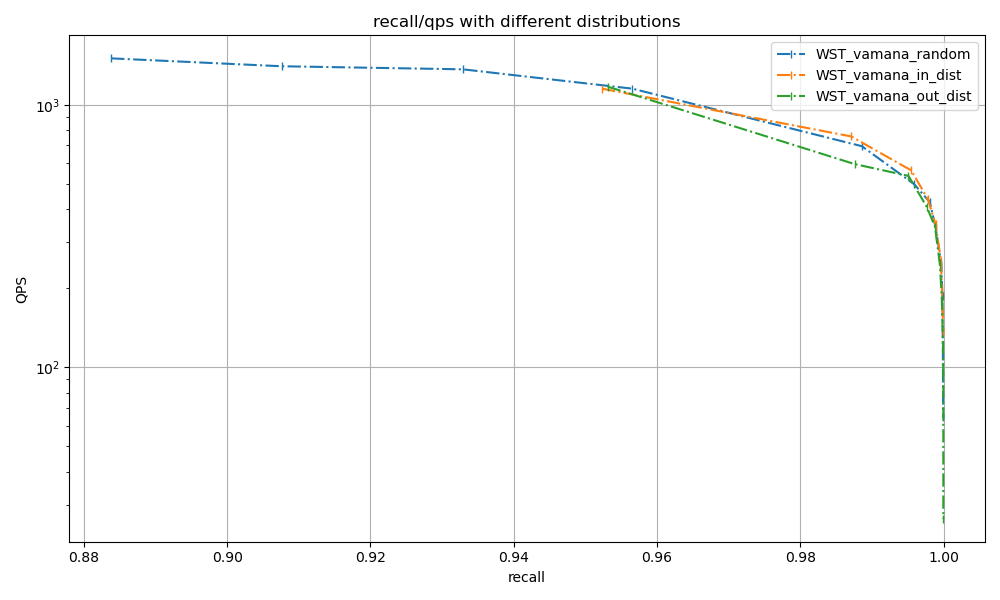 recall/qps with different distributions
WST_vamana_random
WST_vamana_in_dist
WST_vamana_out_dist
QPS
10³
10²
0.88 0.90 0.92 0.94 0.96 0.98 1.00
recall